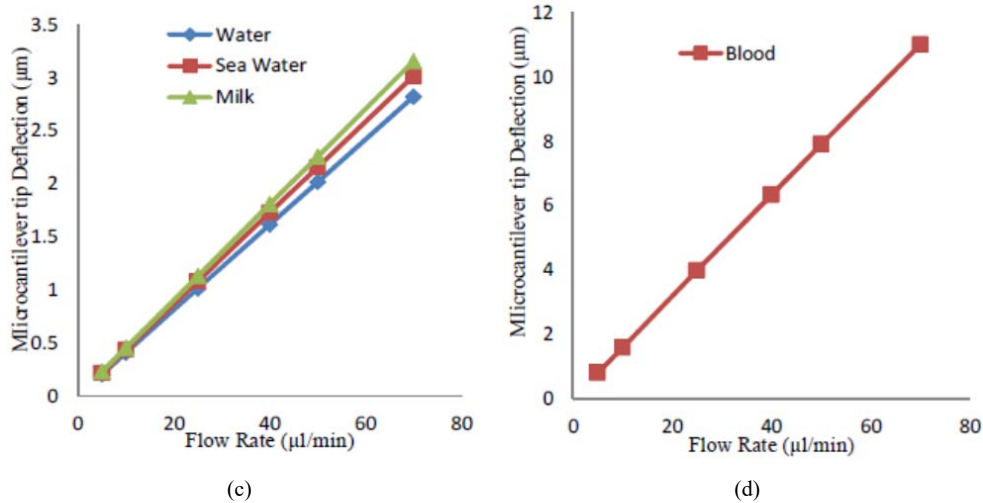 3.5
3
2.5
2
1.5
1
0.5
0
MIicrocantilever tip Deflection (µm)
Water
Sea Water
Milk
0 20 40 60 80
Flow Rate (µl/min)
(c)
12
10
8
6
4
2
0
MIicrocantilever tip Deflection (µm)
Blood
0 20 40 60 80
Flow Rate (µl/min)
(d)